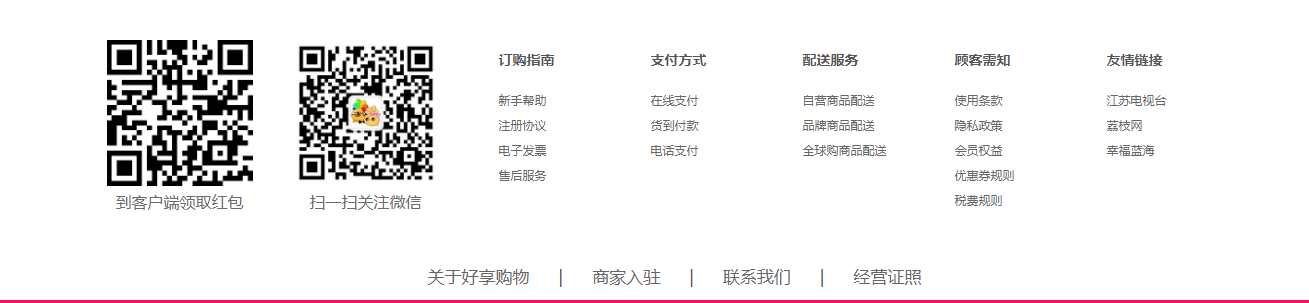 订购指南
新手帮助
注册协议
电子发票
售后服务
支付方式
在线支付
货到付款
电话支付
配送服务
自营商品配送
品牌商品配送
全球购商品配送
顾客需知
使用条款
隐私政策
会员权益
优惠券规则
税费规则
友情链接
江苏电视台
荔枝网
幸福蓝海
到客户端领取红包
扫一扫关注微信
关于好享购物 | 商家入驻 | 联系我们 | 经营证照